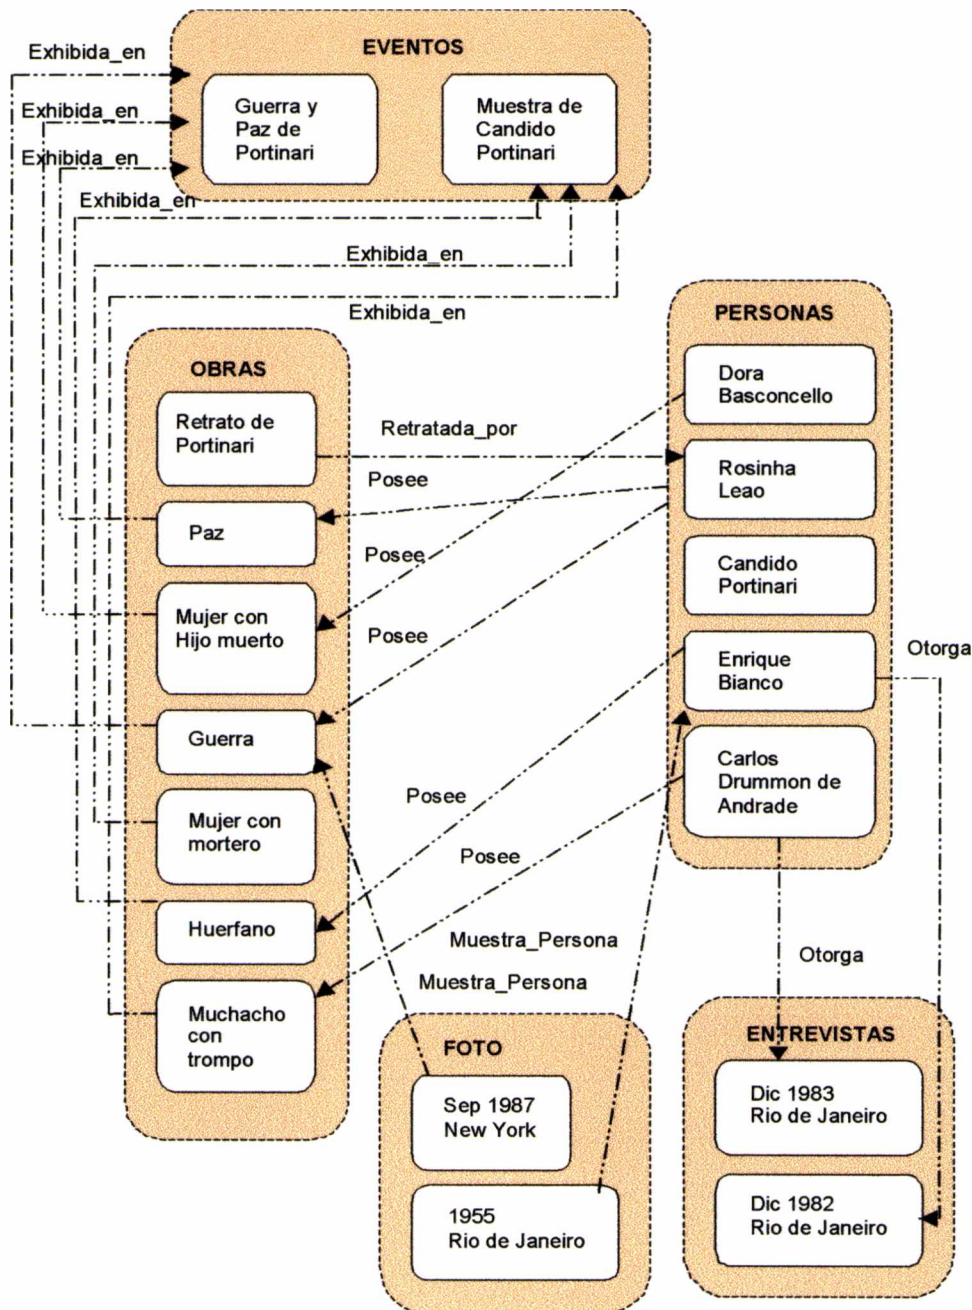 EVENTOS
Exhibida_en
Guerra y
Paz de
Portinari
Muestra de
Candido
Portinari
Exhibida_en
Exhibida_en
Exhibida_en
Exhibida_en
Exhibida_en
PERSONAS
OBRAS
Dora
Basconcello
Retrato de
Portinari
Retratada_por
Rosinha
Leao
Posee
Paz
Posee
Candido
Portinari
Mujer con
Hijo muerto
Posee
Enrique
Bianco
Otorga
Guerra
Carlos
Drummon de
Andrade
Posee
Mujer con
mortero
Posee
Huerfano
Muestra_Persona
Otorga
Muestra_Persona
Muchacho
con
trompo
FOTO
ENTREVISTAS
Sep 1987
New York
Dic 1983
Rio de Janeiro
1955
Rio de Janeiro
Dic 1982
Rio de Janeiro